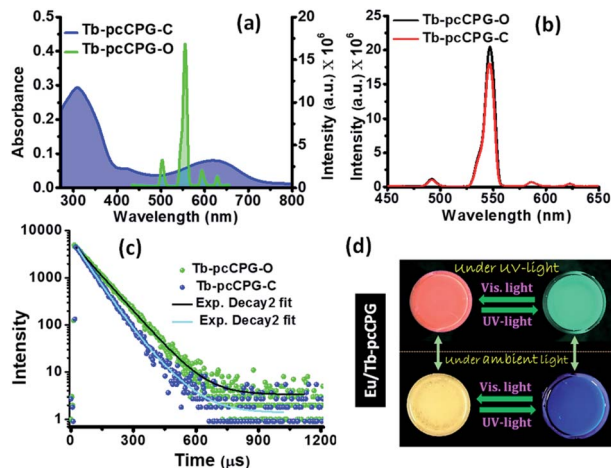 (a)
Tb-pcCPG-C
Tb-pcCPG-O
Absorbance
0.5
0.4
0.3
0.2
0.1
0.0
300 400 500 600 700 800
Wavelength (nm)
20
15
10
5
0
Intensity (a.u.) X 10⁶
(b)
Tb-pcCPG-O
Tb-pcCPG-C
Intensity (a.u.) X 10⁶
25
20
15
10
5
0
450 500 550 600 650
Wavelength (nm)
(c)
Tb-pcCPG-O
Tb-pcCPG-C
Exp. Decay2 fit
Exp. Decay2 fit
Intensity
10000
1000
100
10
1
0 300 600 900 1200
Time (µs)
(d)
Eu/Tb-pcCPG
Under UV-light
Vis. light
UV-light
Under ambient light
Vis. light
UV-light